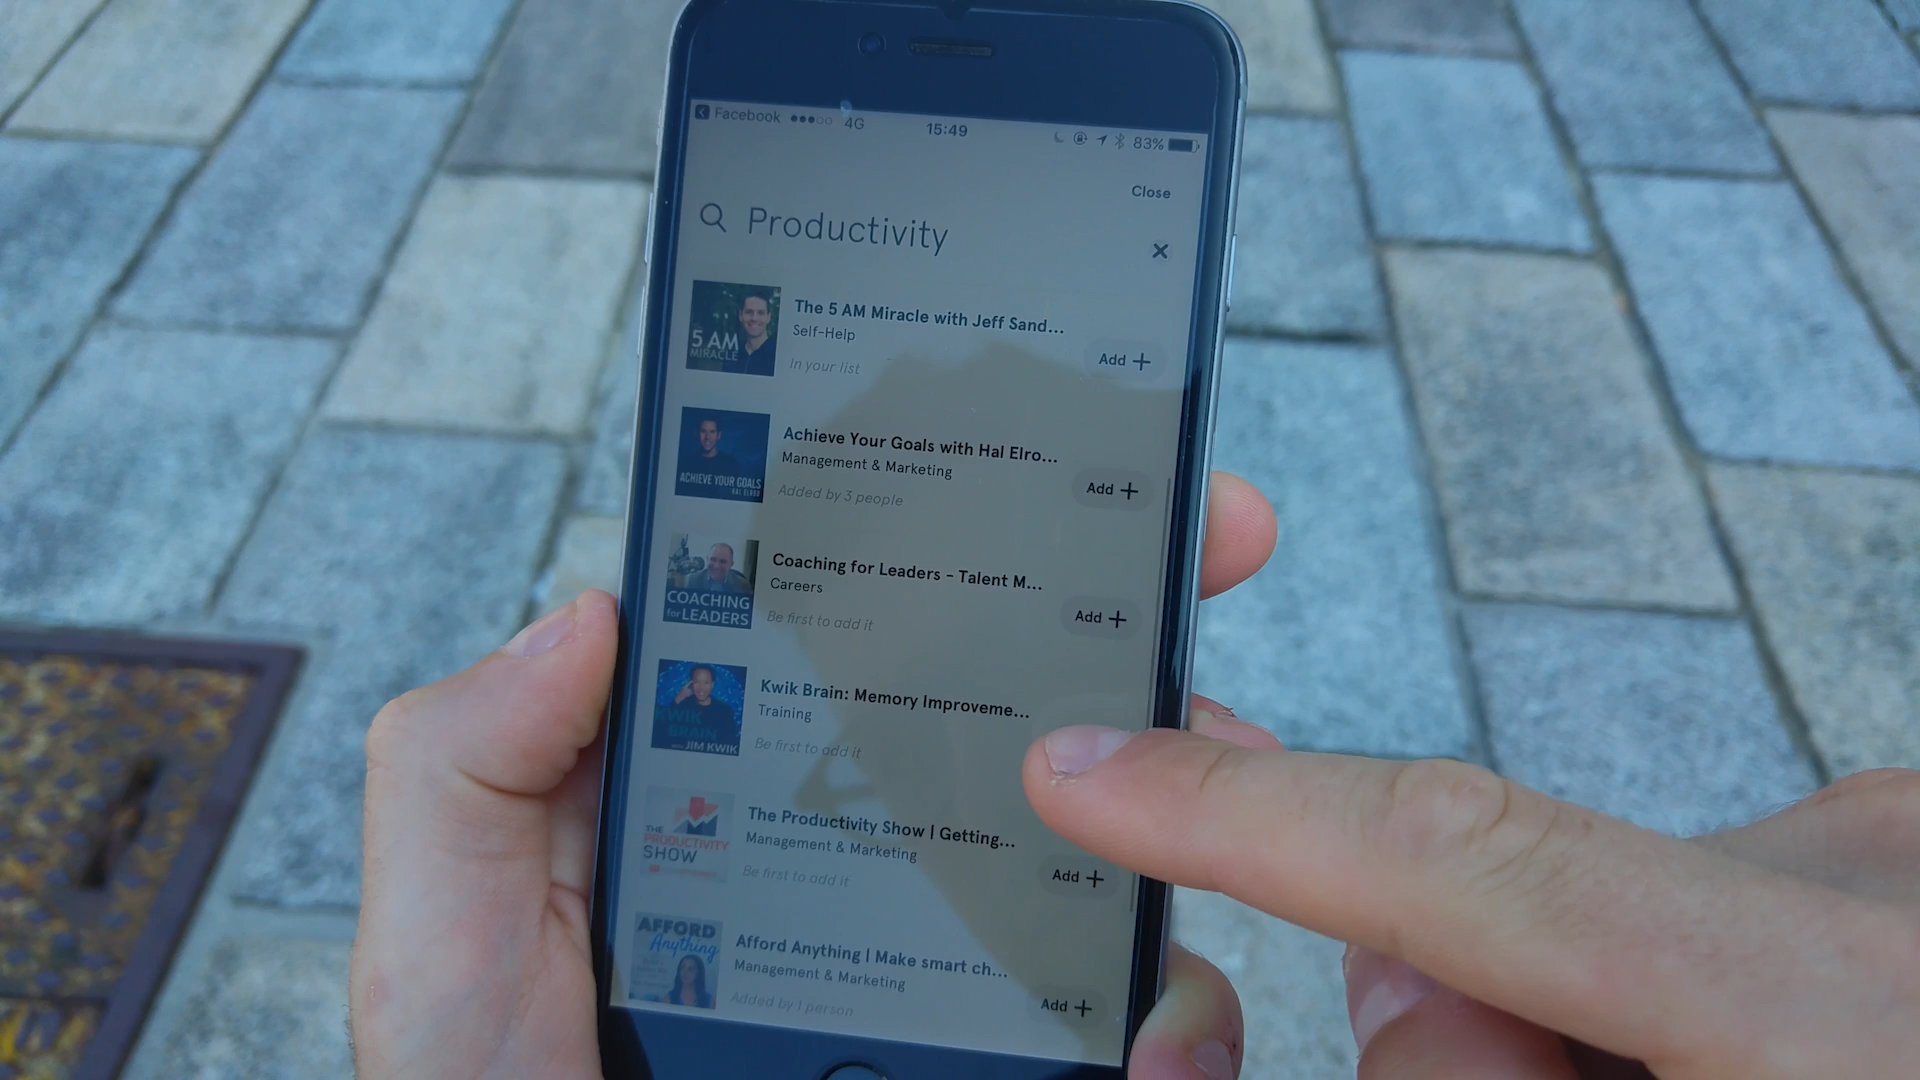 Facebook 4G 15:49 83%
Close
Productivity
5 AM
MIRACLE
The 5 AM Miracle with Jeff Sand...
Self-Help
In your list
Add +
ACHIEVE YOUR GOALS
HAL ELROD
Achieve Your Goals with Hal Elro...
Management & Marketing
Added by 3 people
Add +
COACHING
for LEADERS
Coaching for Leaders - Talent M...
Careers
Be first to add it
Add +
KWIK
BRAIN
WITH JIM KWIK
Kwik Brain: Memory Improveme...
Training
Be first to add it
THE
PRODUCTIVITY
SHOW
The Productivity Show | Getting...
Management & Marketing
Be first to add it
Add +
AFFORD
Anything
Afford Anything | Make smart ch...
Management & Marketing
Added by 1 person
Add +